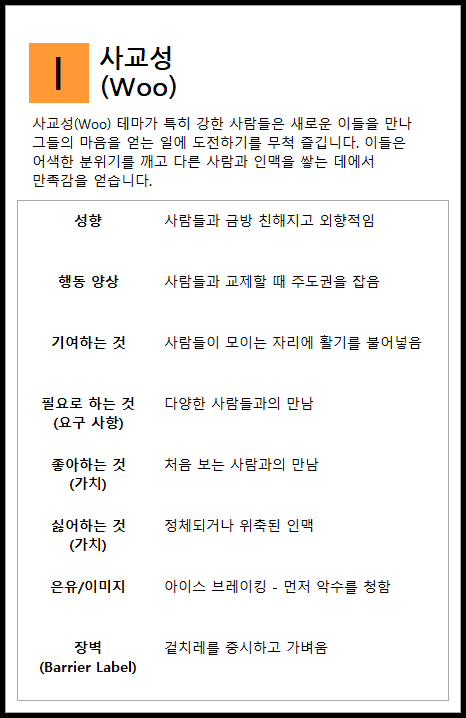 I
사교성
(Woo)
사교성(Woo) 테마가 특히 강한 사람들은 새로운 이들을 만나
그들의 마음을 얻는 일에 도전하기를 무척 즐깁니다. 이들은
어색한 분위기를 깨고 다른 사람과 인맥을 쌓는 데에서
만족감을 얻습니다.
성향 사람들과 금방 친해지고 외향적임
행동 양상 사람들과 교제할 때 주도권을 잡음
기여하는 것 사람들이 모이는 자리에 활기를 불어넣음
필요로 하는 것 다양한 사람들과의 만남
(요구 사항)
좋아하는 것 처음 보는 사람과의 만남
(가치)
싫어하는 것 정체되거나 위축된 인맥
(가치)
은유/이미지 아이스 브레이킹 - 먼저 악수를 청함
장벽 겉치레를 중시하고 가벼움
(Barrier Label)